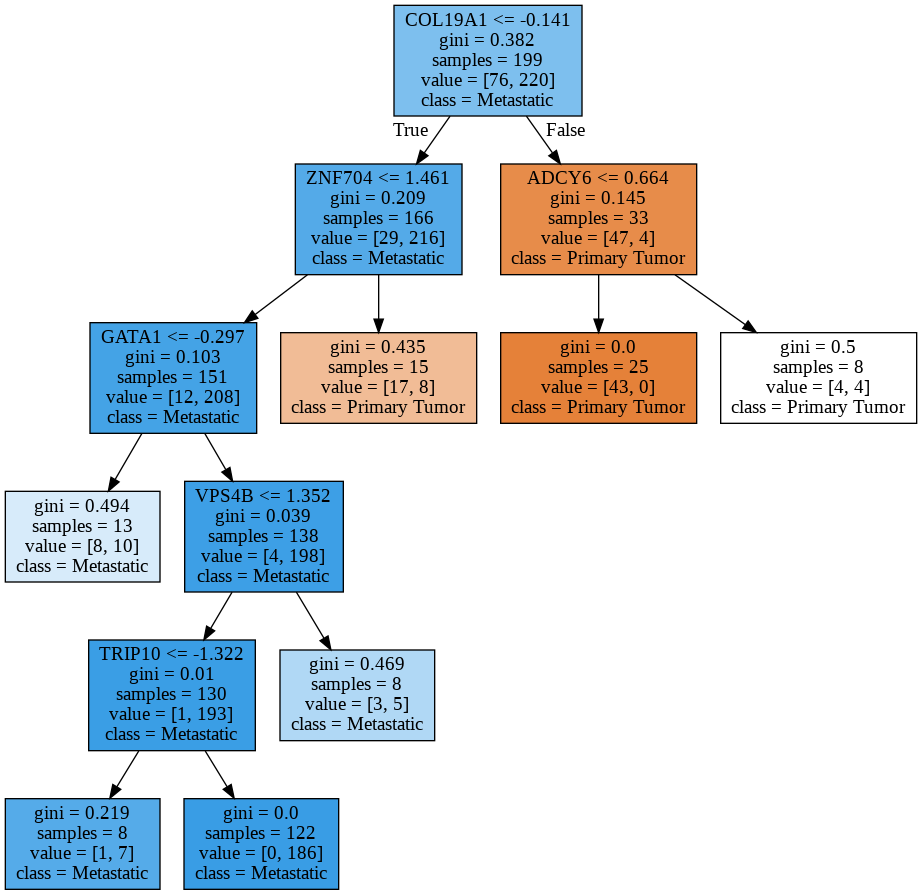 COL19A1 <= -0.141
gini = 0.382
samples = 199
value = [76, 220]
class = Metastatic
True
False
ZNF704 <= 1.461
gini = 0.209
samples = 166
value = [29, 216]
class = Metastatic
ADCY6 <= 0.664
gini = 0.145
samples = 33
value = [47, 4]
class = Primary Tumor
GATA1 <= -0.297
gini = 0.103
samples = 151
value = [12, 208]
class = Metastatic
gini = 0.435
samples = 15
value = [17, 8]
class = Primary Tumor
gini = 0.0
samples = 25
value = [43, 0]
class = Primary Tumor
gini = 0.5
samples = 8
value = [4, 4]
class = Primary Tumor
gini = 0.494
samples = 13
value = [8, 10]
class = Metastatic
VPS4B <= 1.352
gini = 0.039
samples = 138
value = [4, 198]
class = Metastatic
TRIP10 <= -1.322
gini = 0.01
samples = 130
value = [1, 193]
class = Metastatic
gini = 0.469
samples = 8
value = [3, 5]
class = Metastatic
gini = 0.219
samples = 8
value = [1, 7]
class = Metastatic
gini = 0.0
samples = 122
value = [0, 186]
class = Metastatic